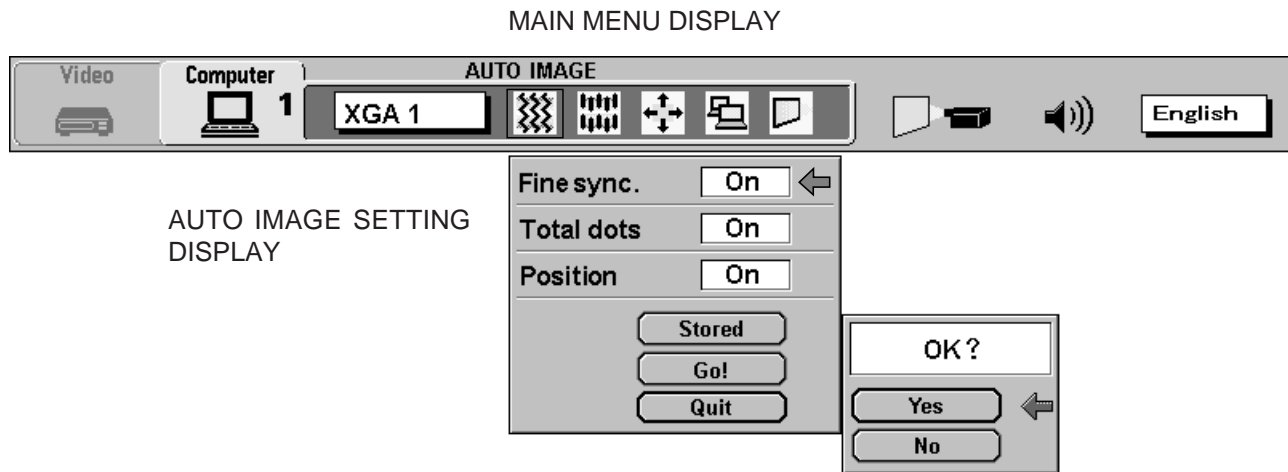 MAIN MENU DISPLAY
Video
Computer
AUTO IMAGE
1
XGA 1
English
AUTO IMAGE SETTING
DISPLAY
Fine sync. On
Total dots On
Position On
Stored
Go!
Quit
OK?
Yes
No